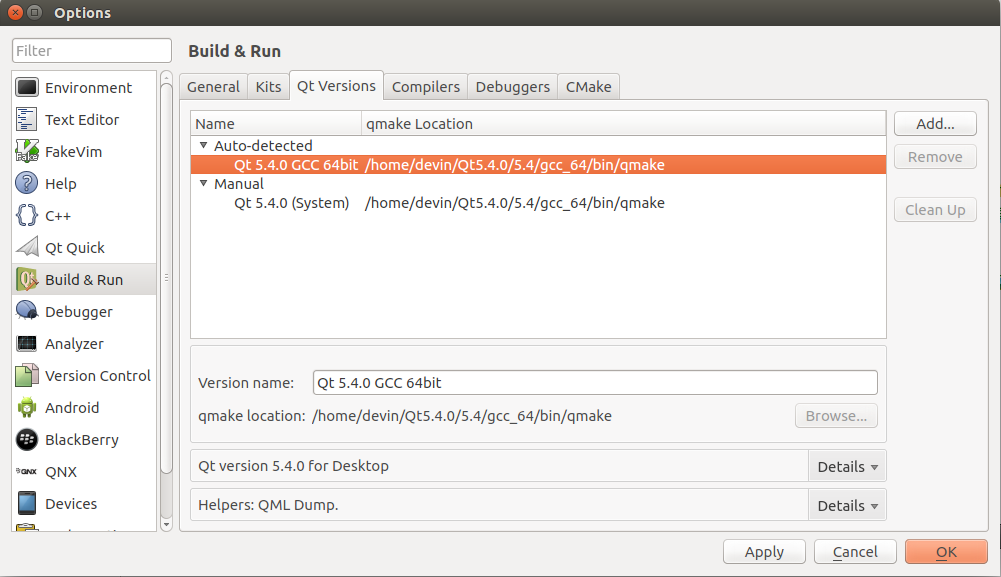 Options
Filter
Environment
Text Editor
FakeVim
Help
C++
Qt Quick
Build & Run
Debugger
Analyzer
Version Control
Android
BlackBerry
QNX
QNX
Devices
Build & Run
General Kits Qt Versions Compilers Debuggers CMake
Name qmake Location
Auto-detected
Qt 5.4.0 GCC 64bit /home/devin/Qt5.4.0/5.4/gcc_64/bin/qmake
Manual
Qt 5.4.0 (System) /home/devin/Qt5.4.0/5.4/gcc_64/bin/qmake
Add...
Remove
Clean Up
Version name: Qt 5.4.0 GCC 64bit
qmake location: /home/devin/Qt5.4.0/5.4/gcc_64/bin/qmake Browse...
Qt version 5.4.0 for Desktop Details
Helpers: QML Dump. Details
Apply Cancel OK